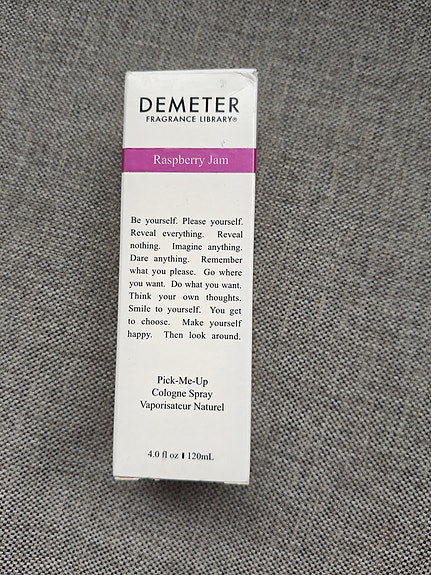 DEMETER
FRAGRANCE LIBRARY®
Raspberry Jam
Be yourself. Please yourself.
Reveal everything. Reveal
nothing. Imagine anything.
Dare anything. Remember
what you please. Go where
you want. Do what you want.
Think your own thoughts.
Smile to yourself. You get
to choose. Make yourself
happy. Then look around.
Pick-Me-Up
Cologne Spray
Vaporisateur Naturel
4.0 fl oz I 120mL